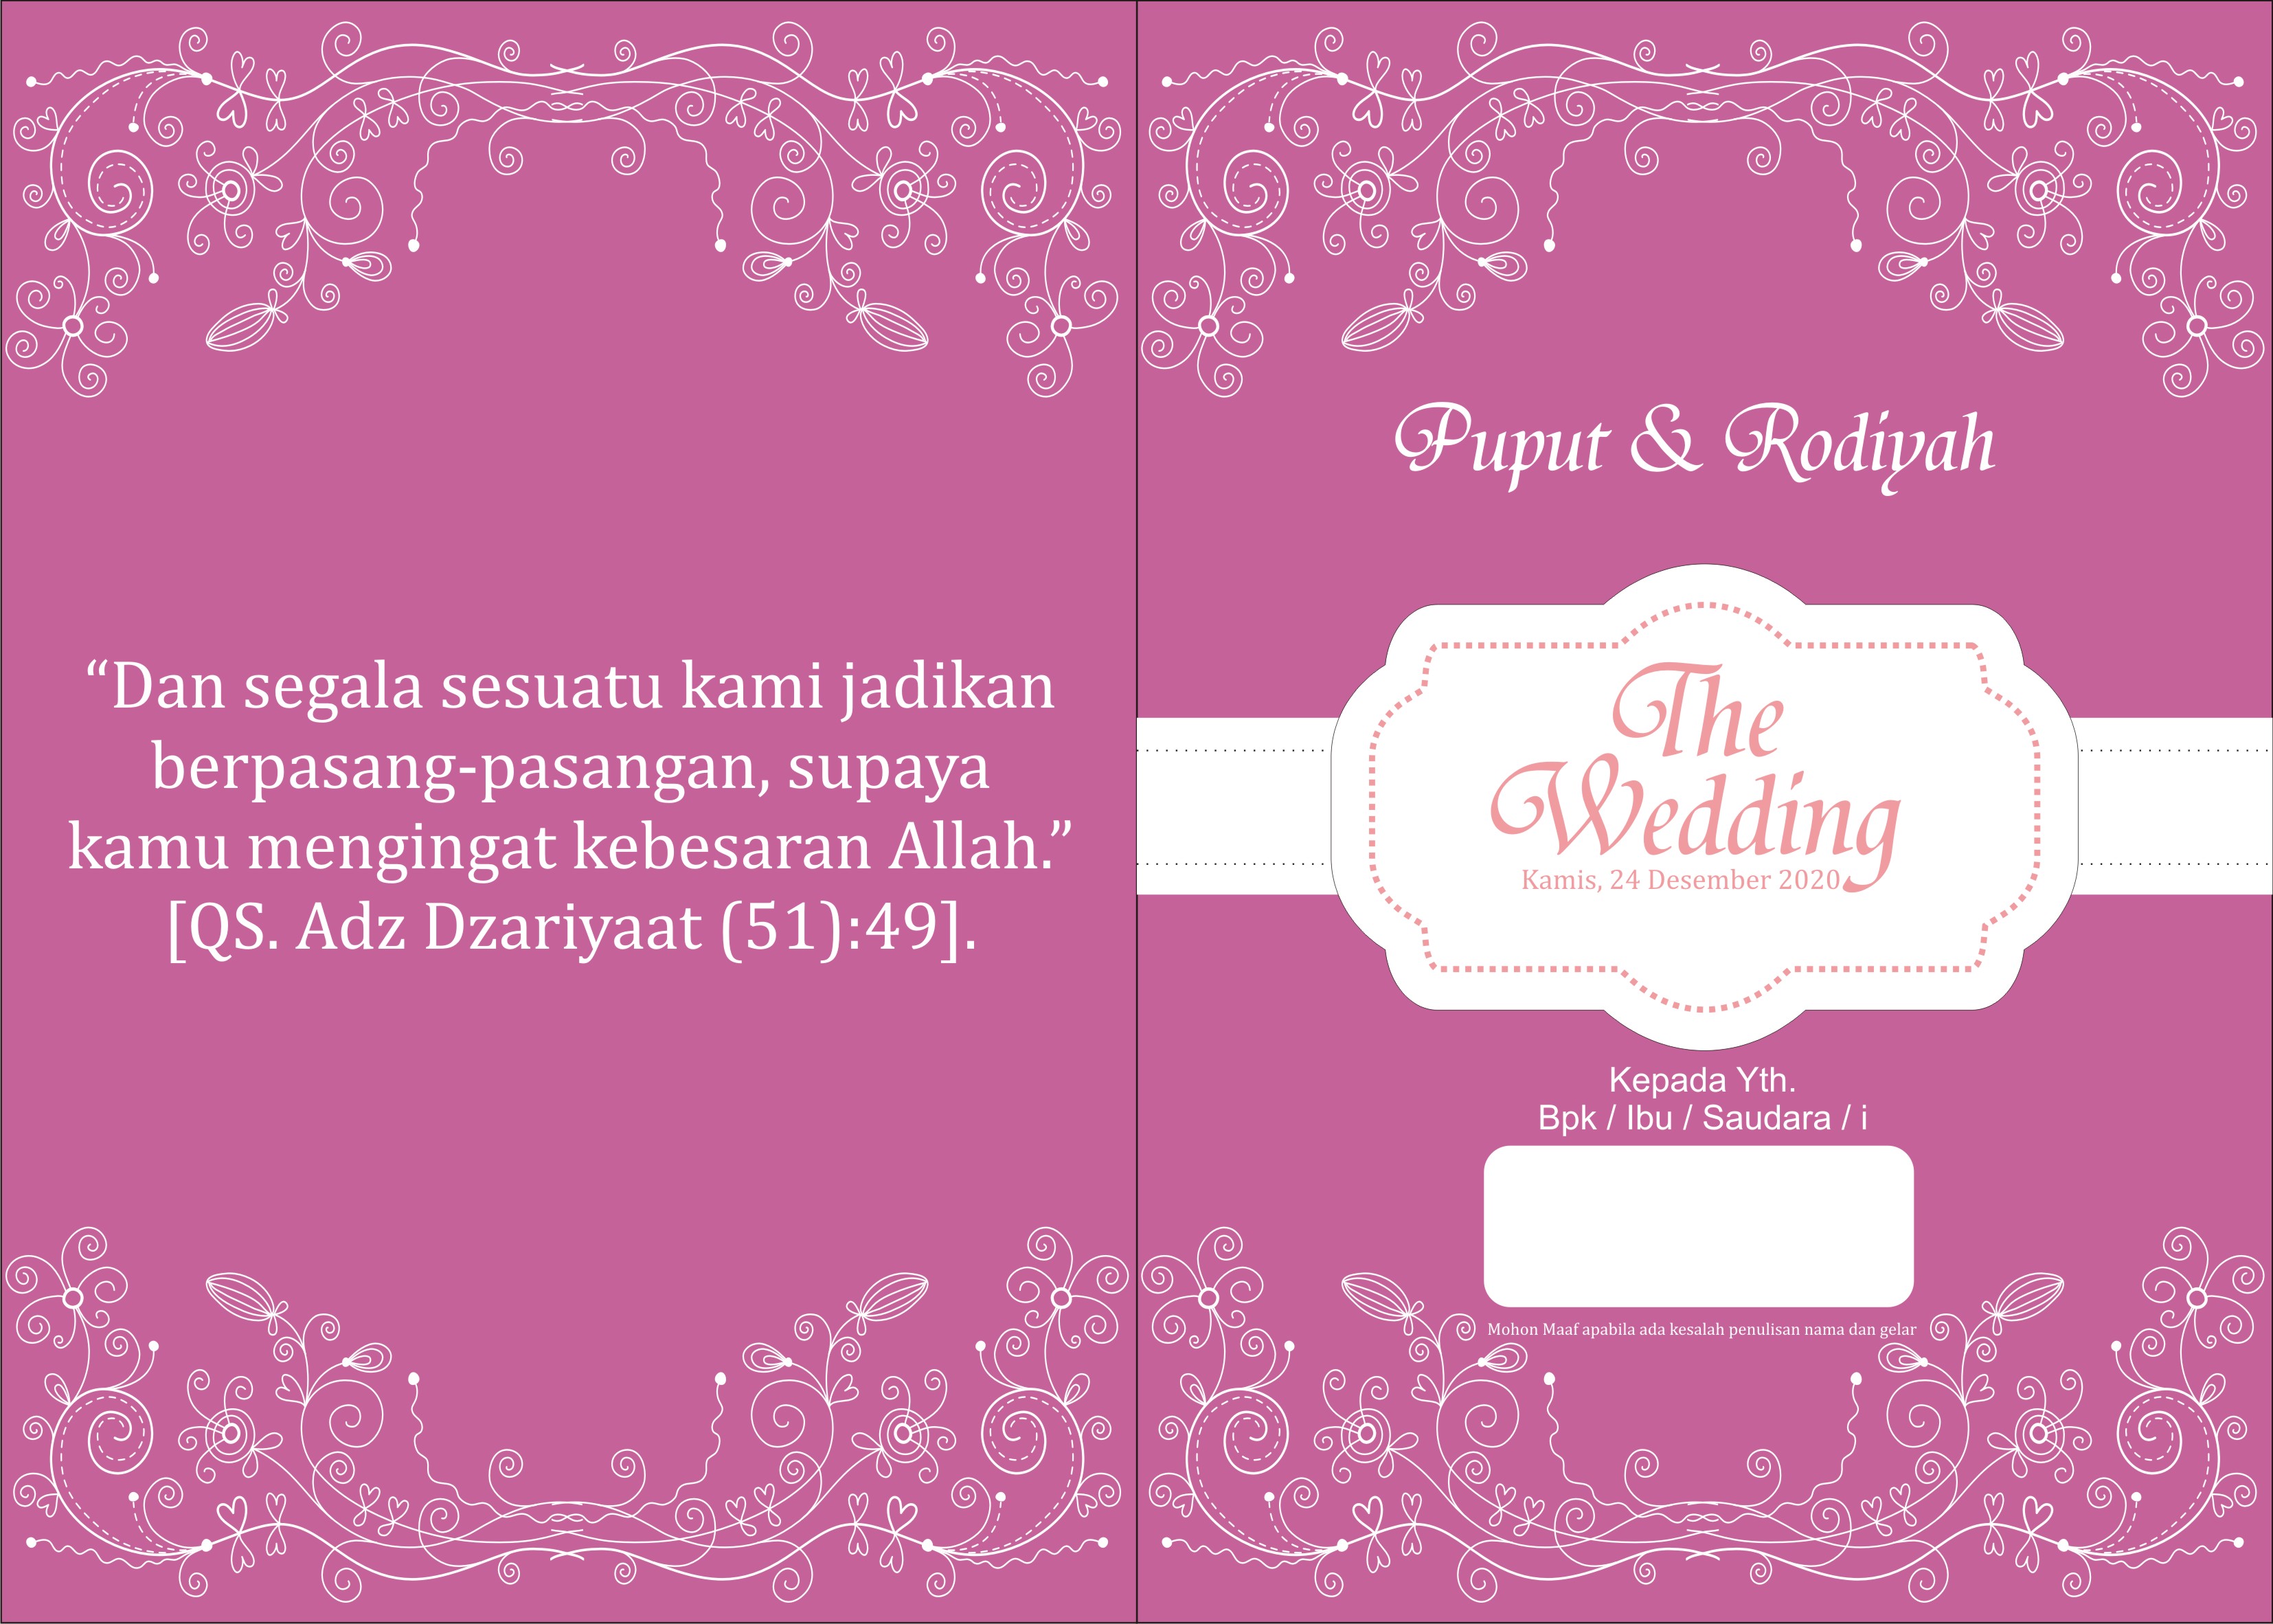 “Dan segala sesuatu kami jadikan
berpasang-pasangan, supaya
kamu mengingat kebesaran Allah.”
[QS. Adz Dzariyaat (51):49].
Puput & Rodiyah
The
Wedding
Kamis, 24 Desember 2020
Kepada Yth.
Bpk / Ibu / Saudara / i
Mohon Maaf apabila ada kesalah penulisan nama dan gelar